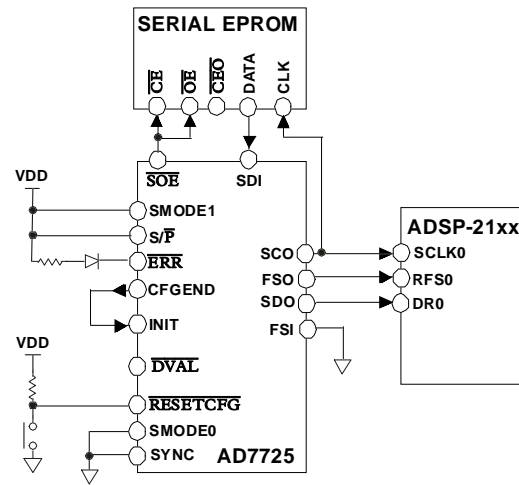 SERIAL EPROM
CE OE CEO DATA CLK
SOE SDI
VDD
SMODE1
S/P
ERR
CFGEND
INIT
DVAL
RESETCFG
SMODE0
SYNC
VDD
AD7725
SCO
FSO
SDO
FSI
ADSP-21xx
SCLK0
RFS0
DR0